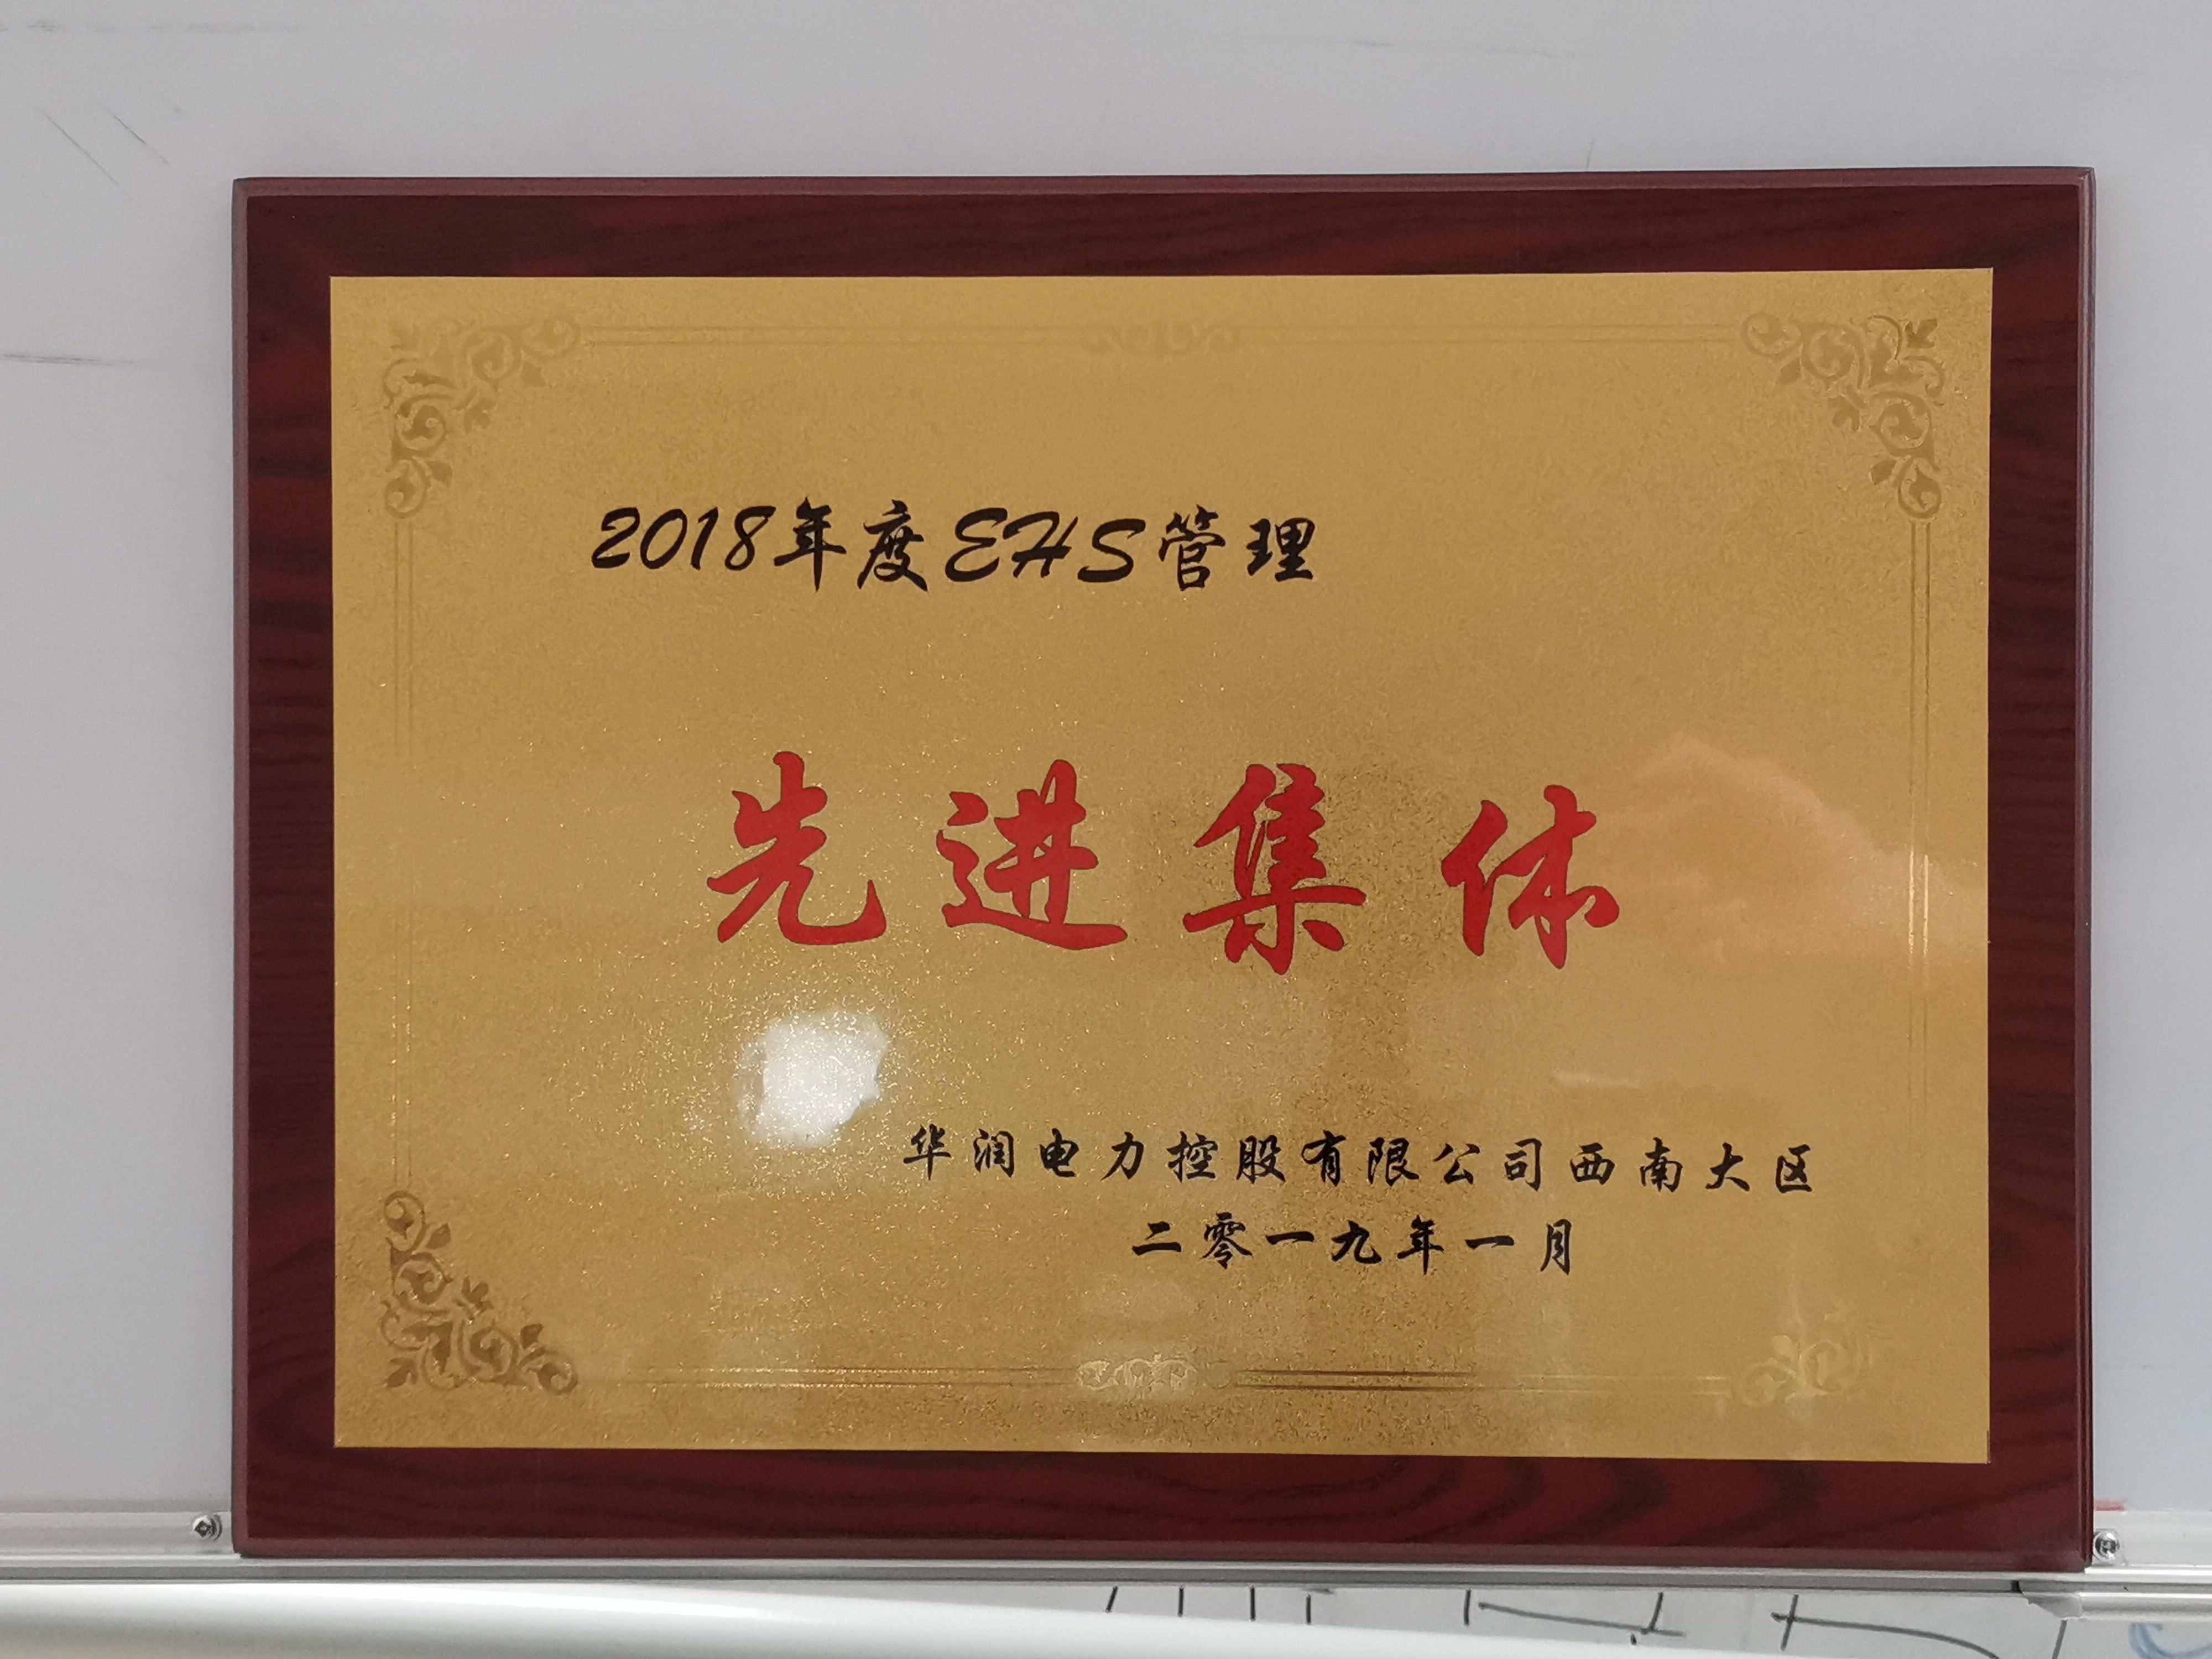 2018年度EHS管理
先进集体
华润电力控股有限公司西南大区
二零一九年一月